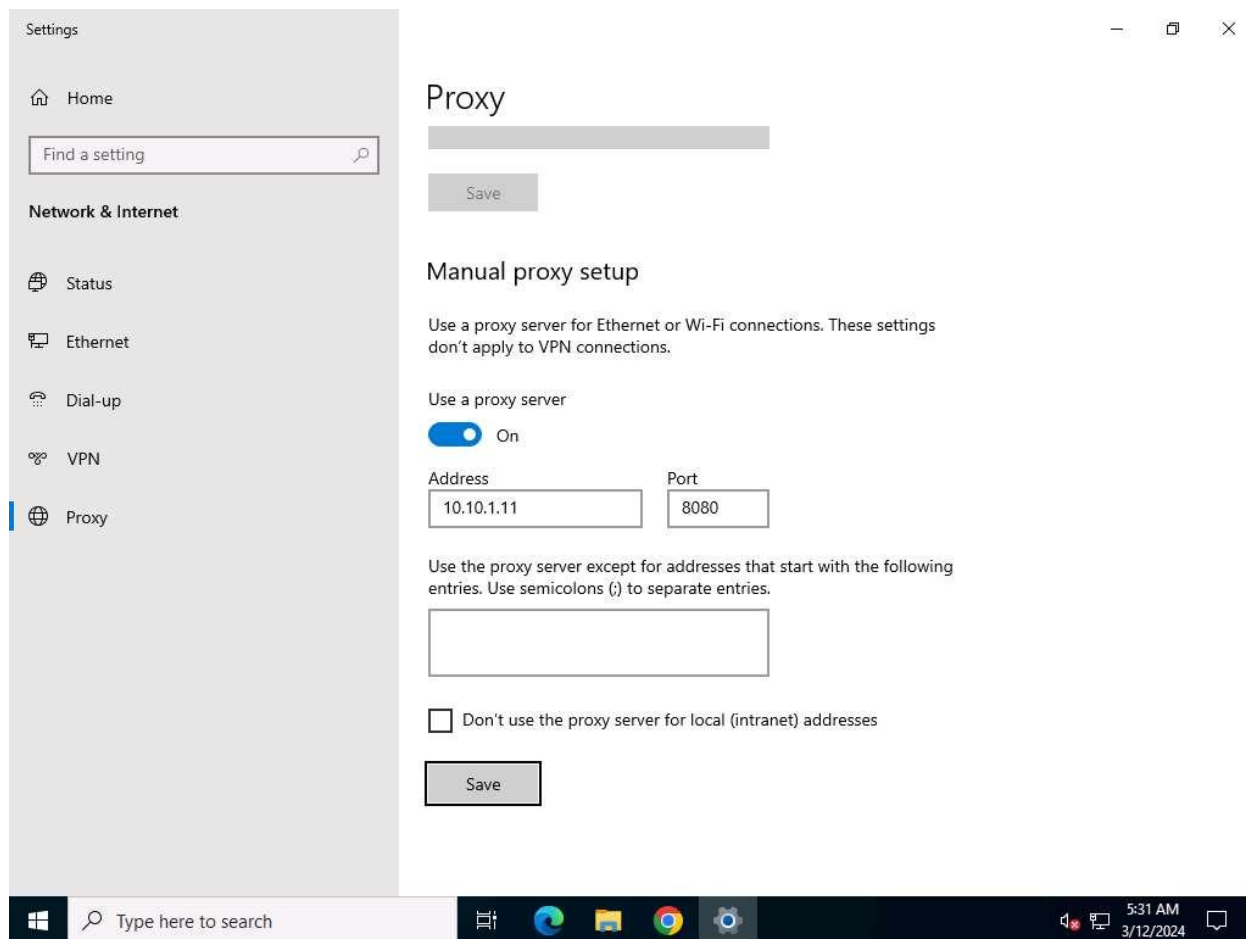 Settings
Home
Find a setting
Network & Internet
Status
Ethernet
Dial-up
VPN
Proxy
Proxy
Save
Manual proxy setup
Use a proxy server for Ethernet or Wi-Fi connections. These settings
don't apply to VPN connections.
Use a proxy server
On
Address Port
10.10.1.11 8080
Use the proxy server except for addresses that start with the following
entries. Use semicolons (;) to separate entries.
Don't use the proxy server for local (intranet) addresses
Save
Type here to search
5:31 AM
3/12/2024